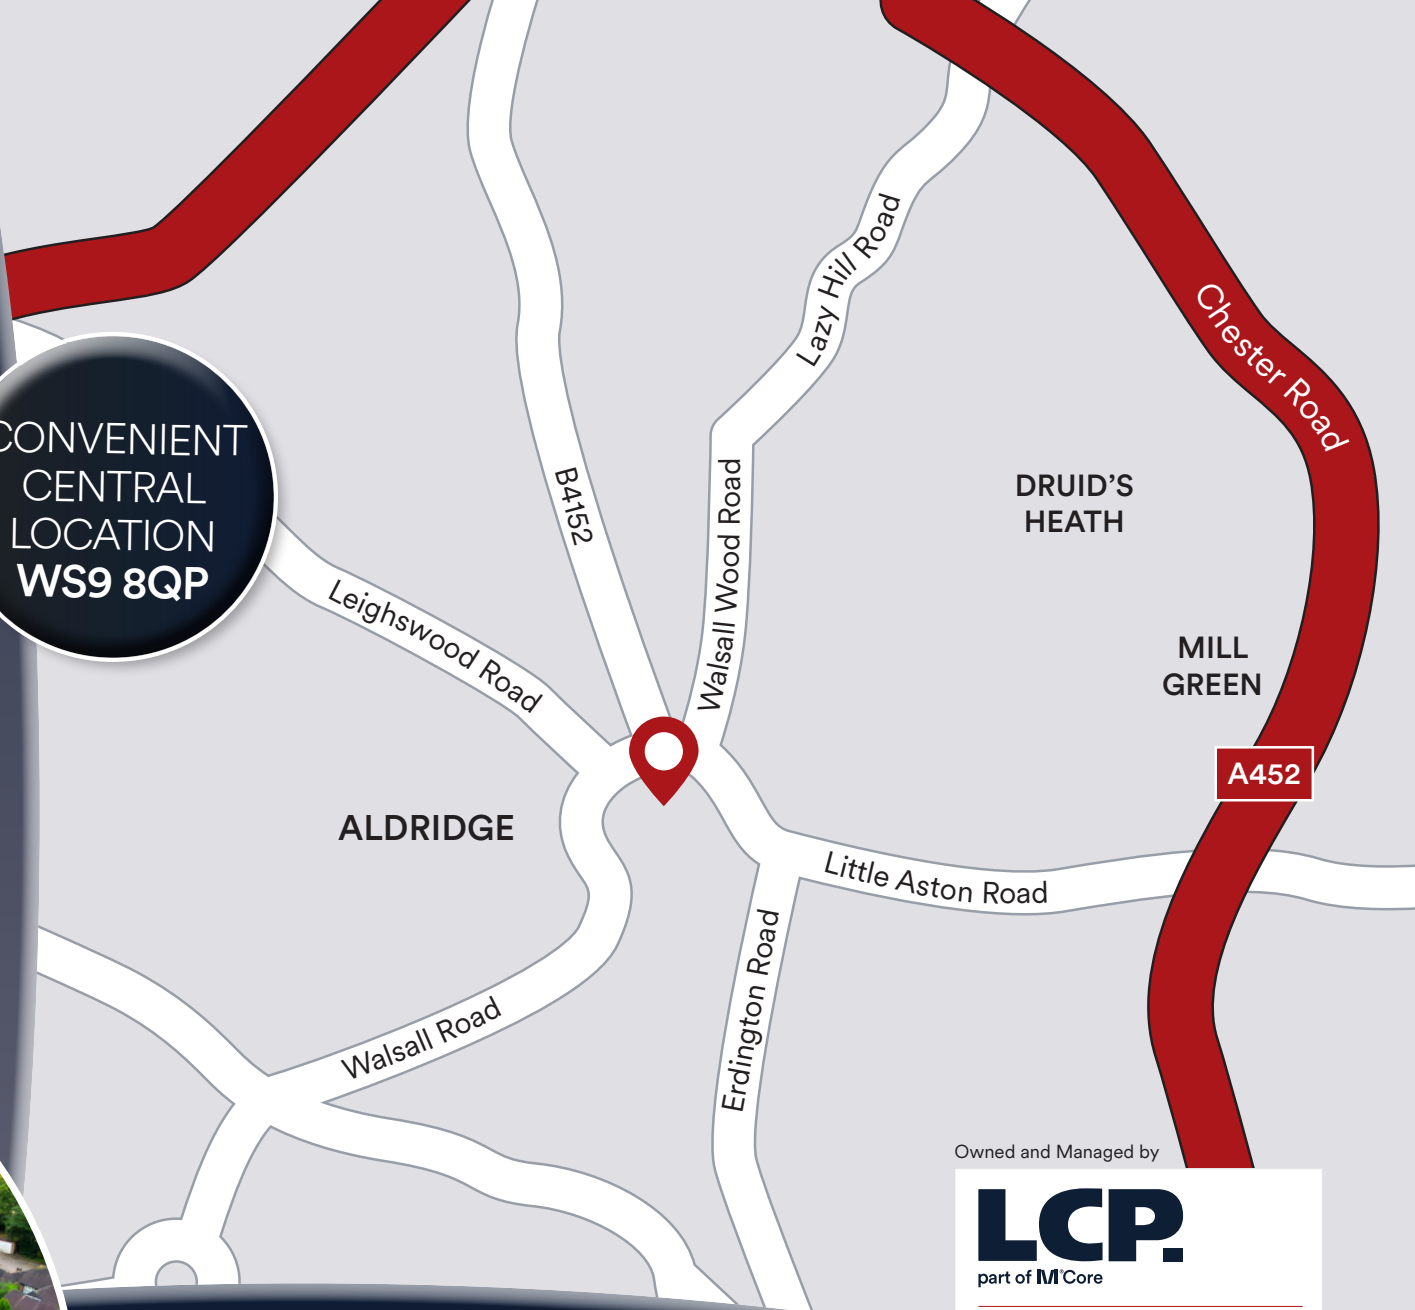 Lazy Hill Road
Chester Road
CONVENIENT
CENTRAL
LOCATION
WS9 8QP
B4152
Walsall Wood Road
DRUID'S
HEATH
Leighswood Road
MILL
GREEN
A452
ALDRIDGE
Little Aston Road
Erdington Road
Walsall Road
Owned and Managed by
LCP.
part of M Core